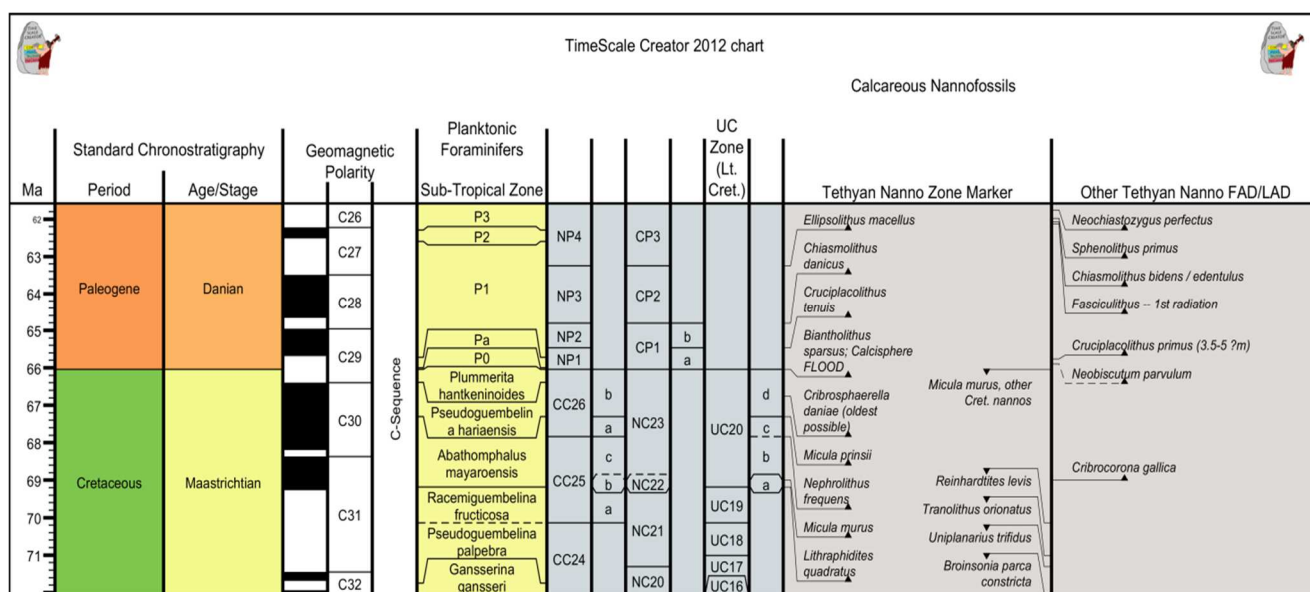 TimeScale Creator 2012 chart
Calcareous Nannofossils
Standard Chronostratigraphy
Geomagnetic
Polarity
Planktonic
Foraminifers
UC
Zone
(Lt.
Cret.)
Ma
Period
Age/Stage
Sub-Tropical Zone
Tethyan Nanno Zone Marker
Other Tethyan Nanno FAD/LAD
62
63
64
65
66
67
68
69
70
71
Paleogene
Cretaceous
Danian
Maastrichtian
C26
C27
C28
C29
C30
C31
C32
C-Sequence
P3
P2
P1
Pa
P0
Plummerita
hantkeninoides
Pseudoguembelin
a hariaensis
Abathomphalus
mayaroensis
Racemiguembelina
fructicosa
Pseudoguembelina
palpebra
Gansserina
gansseri
NP4
NP3
NP2
NP1
CC26
CC25
CC24
b
a
c
b
a
CP3
CP2
CP1
NC23
NC22
NC21
NC20
b
a
UC20
UC19
UC18
UC17
UC16
d
c
b
a
Ellipsolithus macellus
Chiasmolithus
danicus
Cruciplacolithus
tenuis
Biantholithus
sparsus; Calcisphere
FLOOD
Cribrosphaerella
daniae (oldest
possible)
Micula prinsii
Nephrolithus
frequens
Micula murus
Lithraphidites
quadratus
Micula murus, other
Cret. nannos
Reinhardtites levis
Tranolithus orionatus
Uniplanarius trifidus
Broinsonia parca
constricta
Neochiastozygus perfectus
Sphenolithus primus
Chiasmolithus bidens / edentulus
Fasciculithus -- 1st radiation
Cruciplacolithus primus (3.5-5 ?m)
Neobiscutum parvulum
Cribrocorona gallica